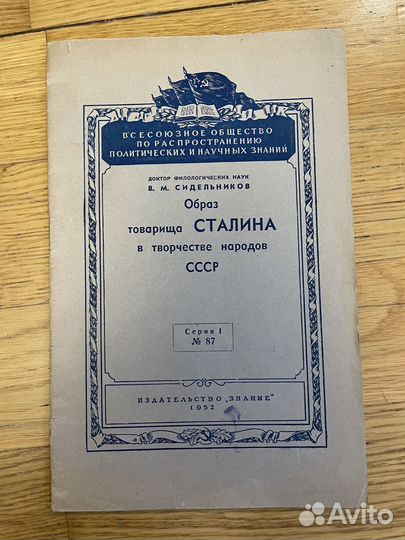 ВСЕСОЮЗНОЕ ОБЩЕСТВО
ПО РАСПРОСТРАНЕНИЮ
ПОЛИТИЧЕСКИХ И НАУЧНЫХ ЗНАНИЙ
ДОКТОР ФИЛОЛОГИЧЕСКИХ НАУК
В. М. СИДЕЛЬНИКОВ
Образ
товарища СТАЛИНА
в творчестве народов
СССР
Серия I
№ 87
ИЗДАТЕЛЬСТВО „ЗНАНИЕ"
1952
Avito